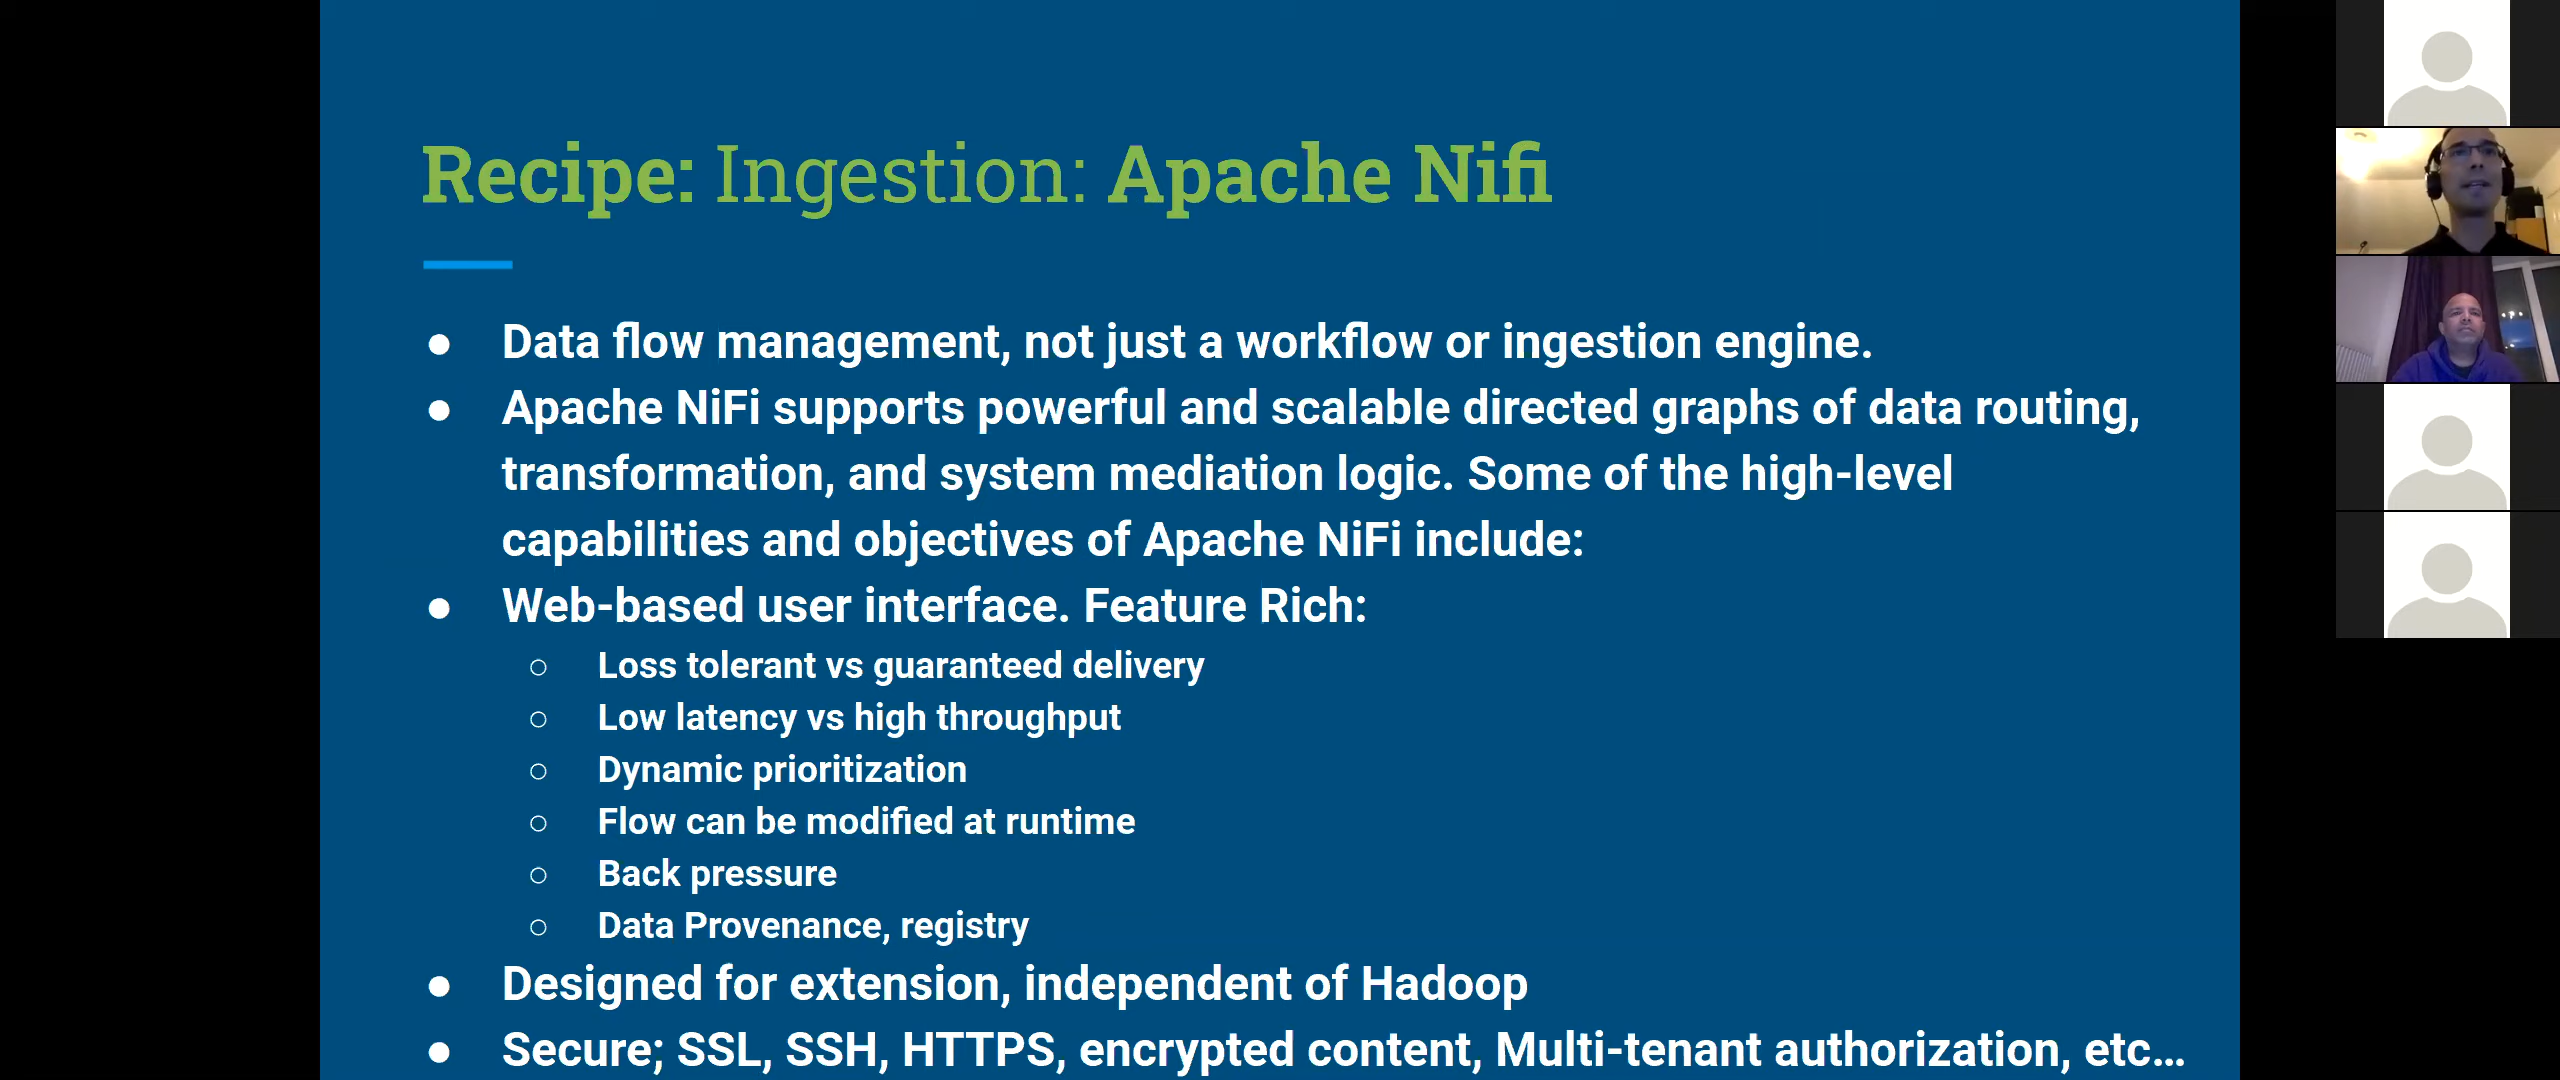 Recipe: Ingestion: Apache Nifi
● Data flow management, not just a workflow or ingestion engine.
● Apache NiFi supports powerful and scalable directed graphs of data routing,
transformation, and system mediation logic. Some of the high-level
capabilities and objectives of Apache NiFi include:
● Web-based user interface. Feature Rich:
○ Loss tolerant vs guaranteed delivery
○ Low latency vs high throughput
○ Dynamic prioritization
○ Flow can be modified at runtime
○ Back pressure
○ Data Provenance, registry
● Designed for extension, independent of Hadoop
● Secure; SSL, SSH, HTTPS, encrypted content, Multi-tenant authorization, etc...